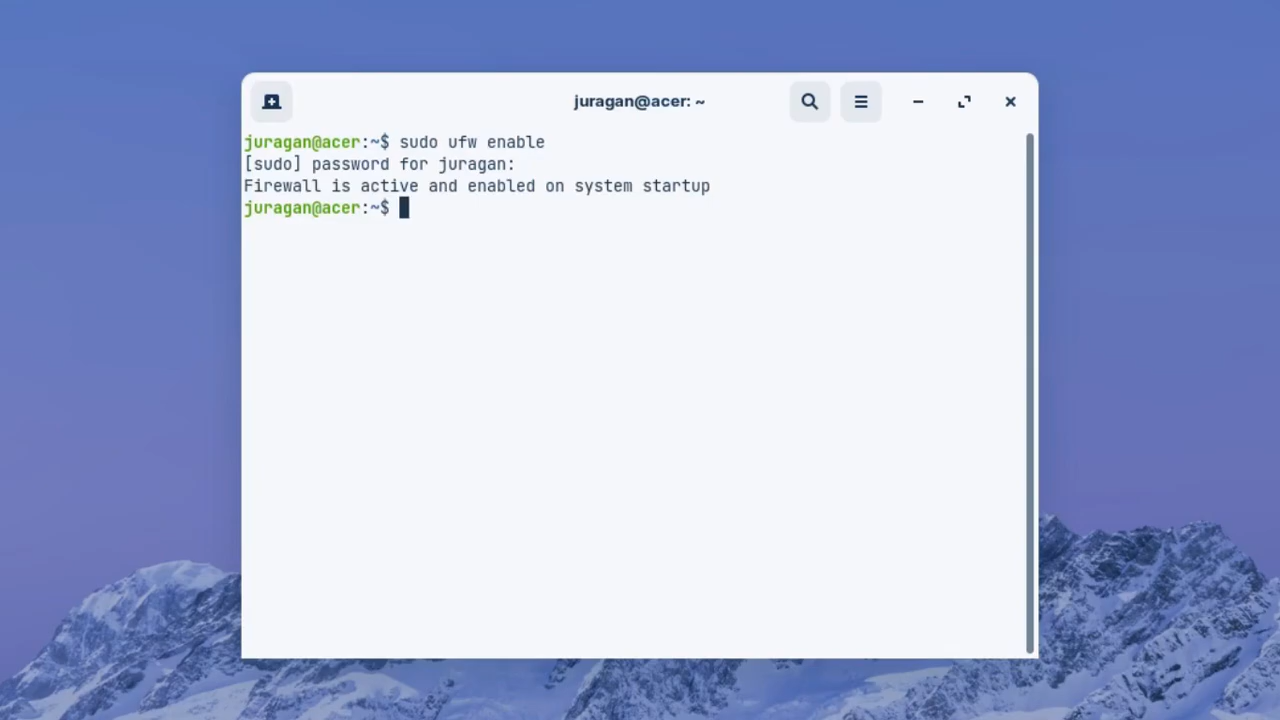 juragan@acer: ~
juragan@acer:~$ sudo ufw enable
[sudo] password for juragan:
Firewall is active and enabled on system startup
juragan@acer:~$